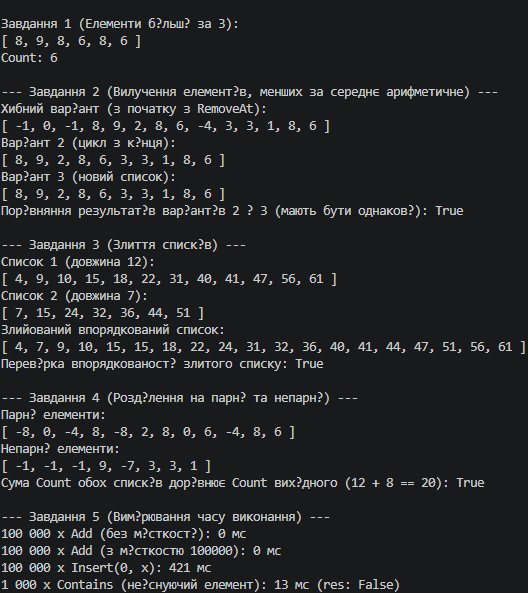 Завдання 1 (Елементи б?льш? за 3):
[ 8, 9, 8, 6, 8, 6 ]
Count: 6
--- Завдання 2 (Вилучення елемент?в, менших за середнє арифметичне) ---
Хибний вар?ант (з початку з RemoveAt):
[ -1, 0, -1, 8, 9, 2, 8, 6, -4, 3, 3, 1, 8, 6 ]
Вар?ант 2 (цикл з к?нця):
[ 8, 9, 2, 8, 6, 3, 3, 1, 8, 6 ]
Вар?ант 3 (новий список):
[ 8, 9, 2, 8, 6, 3, 3, 1, 8, 6 ]
Пор?вняння результат?в вар?ант?в 2 ? 3 (мають бути однаков?): True
--- Завдання 3 (Злиття списк?в) ---
Список 1 (довжина 12):
[ 4, 9, 10, 15, 18, 22, 31, 40, 41, 47, 56, 61 ]
Список 2 (довжина 7):
[ 7, 15, 24, 32, 36, 44, 51 ]
Злийований впорядкований список:
[ 4, 7, 9, 10, 15, 15, 18, 22, 24, 31, 32, 36, 40, 41, 44, 47, 51, 56, 61 ]
Перев?рка впорядкованост? злитого списку: True
--- Завдання 4 (Розд?лення на парн? та непарн?) ---
Парн? елементи:
[ -8, 0, -4, 8, -8, 2, 8, 0, 6, -4, 8, 6 ]
Непарн? елементи:
[ -1, -1, -1, 9, -7, 3, 3, 1 ]
Сума Count обох списк?в дор?внює Count вих?дного (12 + 8 == 20): True
--- Завдання 5 (Вим?рювання часу виконання) ---
100 000 x Add (без м?сткост?): 0 мс
100 000 x Add (з м?сткостю 100000): 0 мс
100 000 x Insert(0, x): 421 мс
1 000 x Contains (не?снуючий елемент): 13 мс (res: False)